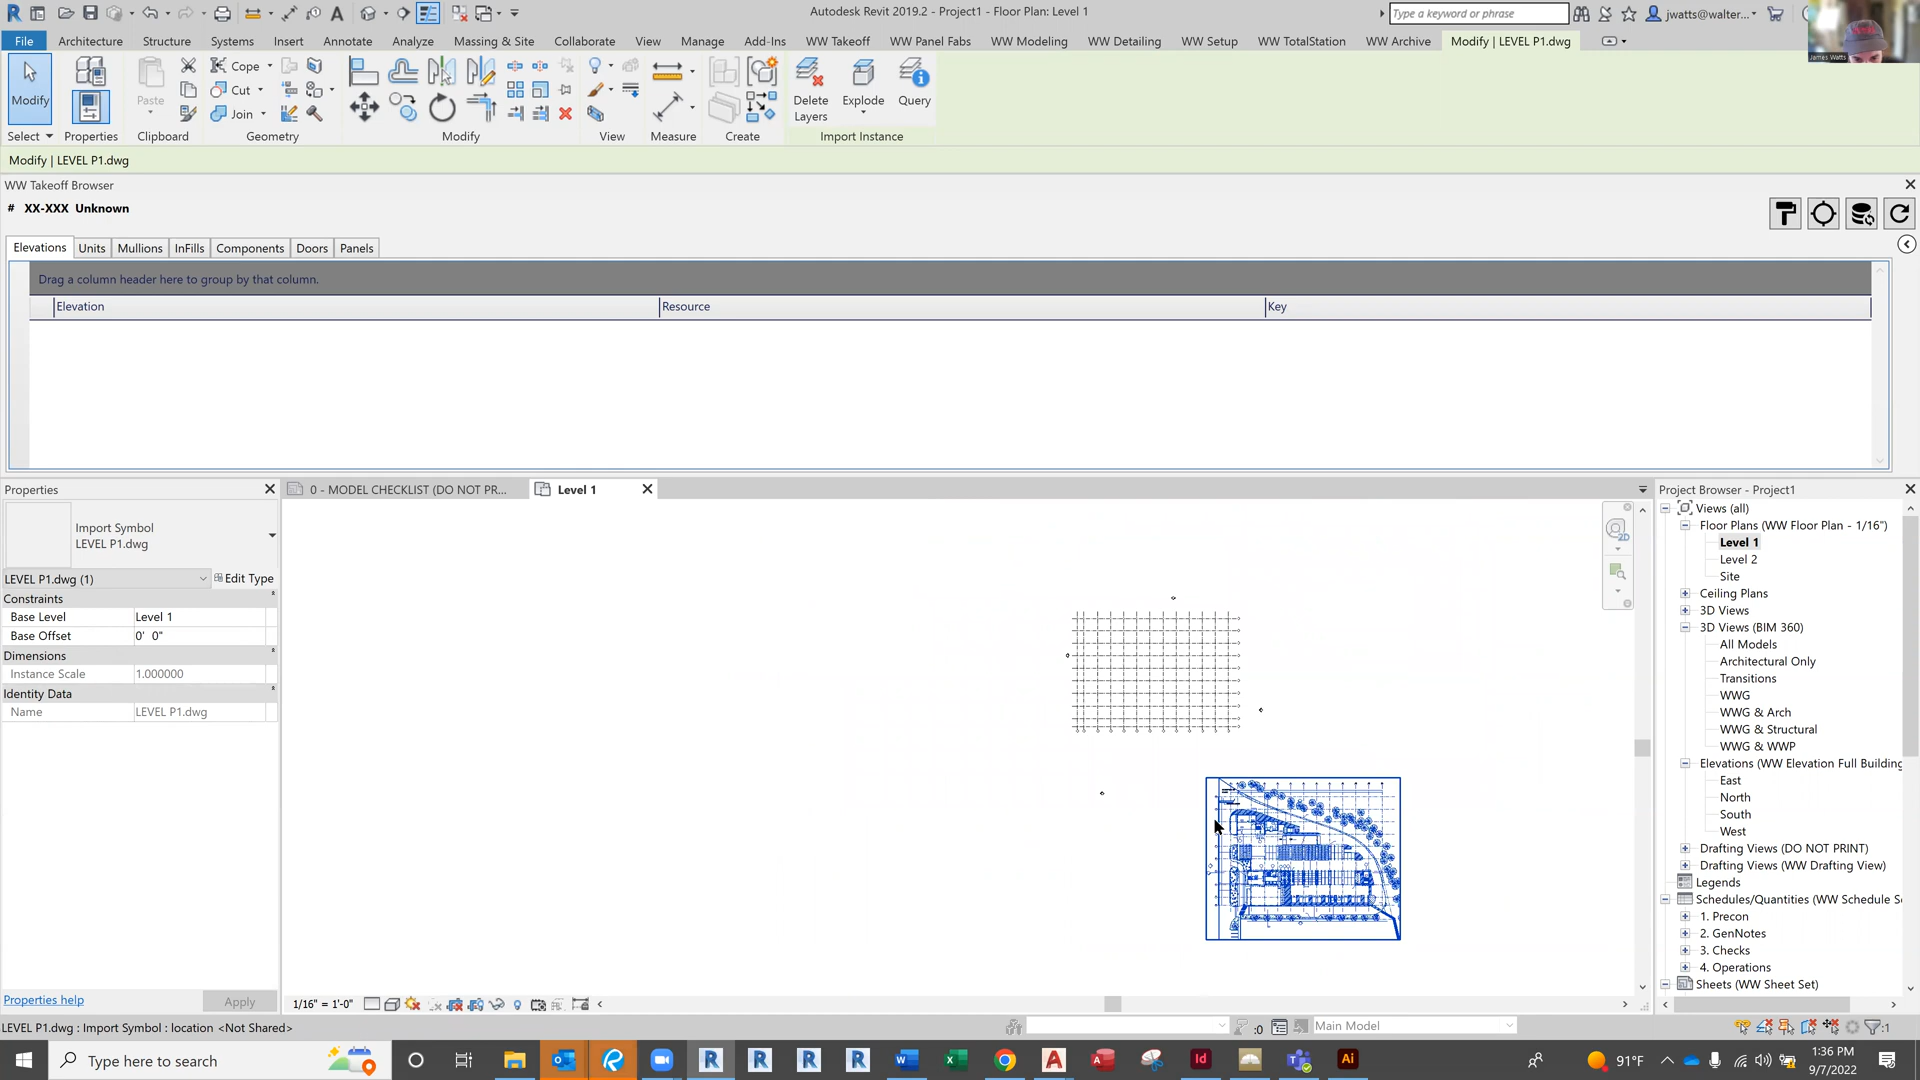 Autodesk Revit 2019.2 - Project1 - Floor Plan: Level 1
Type a keyword or phrase
jwatts@walter...
File
Architecture
Structure
Systems
Insert
Annotate
Analyze
Massing & Site
Collaborate
View
Manage
Add-Ins
WW Takeoff
WW Panel Fabs
WW Modeling
WW Detailing
WW Setup
WW TotalStation
WW Archive
Modify | LEVEL P1.dwg
James Watts
Modify
Paste
Cope
Cut
Join
Delete
Layers
Explode
Query
Select
Properties
Clipboard
Geometry
Modify
View
Measure
Create
Import Instance
Modify | LEVEL P1.dwg
WW Takeoff Browser
# XX-XXX Unknown
Elevations
Units
Mullions
InFills
Components
Doors
Panels
Drag a column header here to group by that column.
Elevation
Resource
Key
Properties
Import Symbol
LEVEL P1.dwg
LEVEL P1.dwg (1)
Edit Type
Constraints
Base Level Level 1
Base Offset 0' 0"
Dimensions
Instance Scale 1.000000
Identity Data
Name LEVEL P1.dwg
Properties help
Apply
0 - MODEL CHECKLIST (DO NOT PR...
Level 1
2D
1/16" = 1'-0"
Project Browser - Project1
Views (all)
Floor Plans (WW Floor Plan - 1/16")
Level 1
Level 2
Site
Ceiling Plans
3D Views
3D Views (BIM 360)
All Models
Architectural Only
Transitions
WWG
WWG & Arch
WWG & Structural
WWG & WWP
Elevations (WW Elevation Full Building
East
North
South
West
Drafting Views (DO NOT PRINT)
Drafting Views (WW Drafting View)
Legends
Schedules/Quantities (WW Schedule S
1. Precon
2. GenNotes
3. Checks
4. Operations
Sheets (WW Sheet Set)
LEVEL P1.dwg : Import Symbol : location <Not Shared>
:0
Main Model
:1
Type here to search
91°F
1:36 PM
9/7/2022